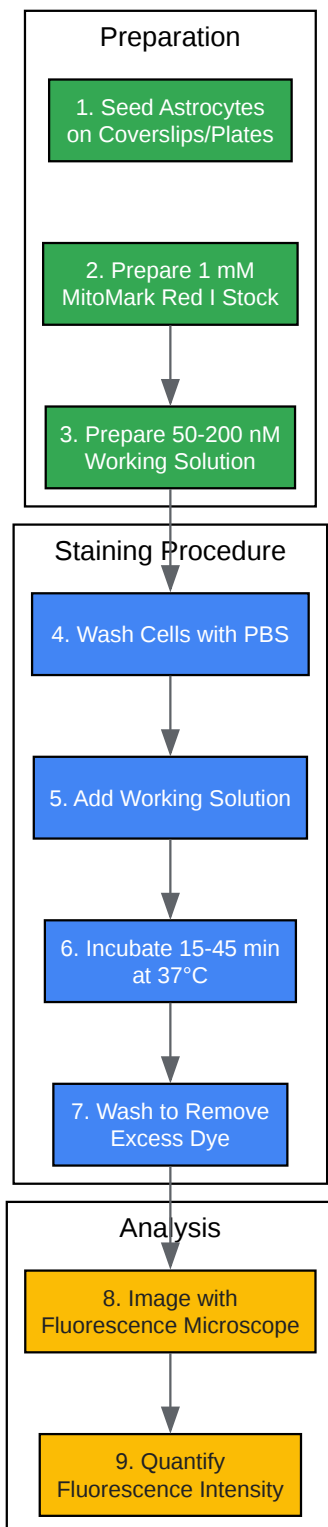 Preparation
1. Seed Astrocytes
on Coverslips/Plates
2. Prepare 1 mM
MitoMark Red I Stock
3. Prepare 50-200 nM
Working Solution
Staining Procedure
4. Wash Cells with PBS
5. Add Working Solution
6. Incubate 15-45 min
at 37°C
7. Wash to Remove
Excess Dye
Analysis
8. Image with
Fluorescence Microscope
9. Quantify
Fluorescence Intensity